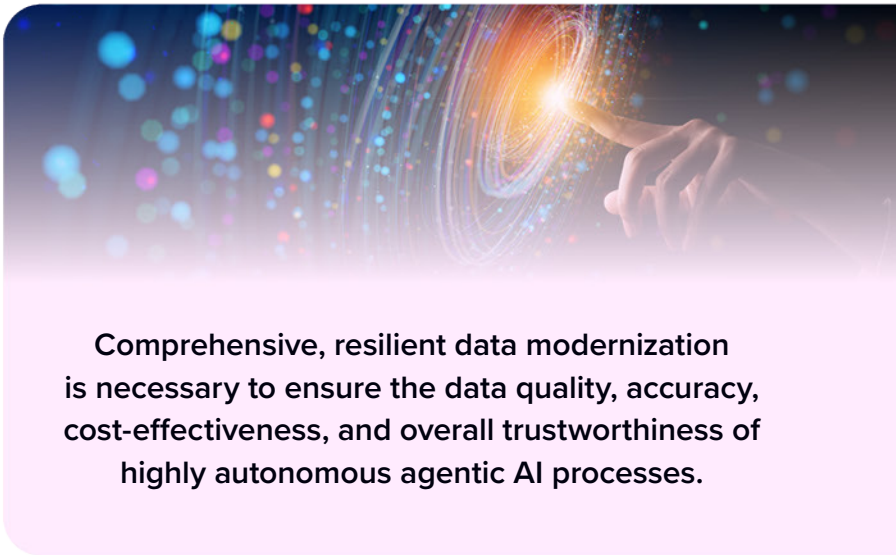 Comprehensive, resilient data modernization
is necessary to ensure the data quality, accuracy,
cost-effectiveness, and overall trustworthiness of
highly autonomous agentic AI processes.